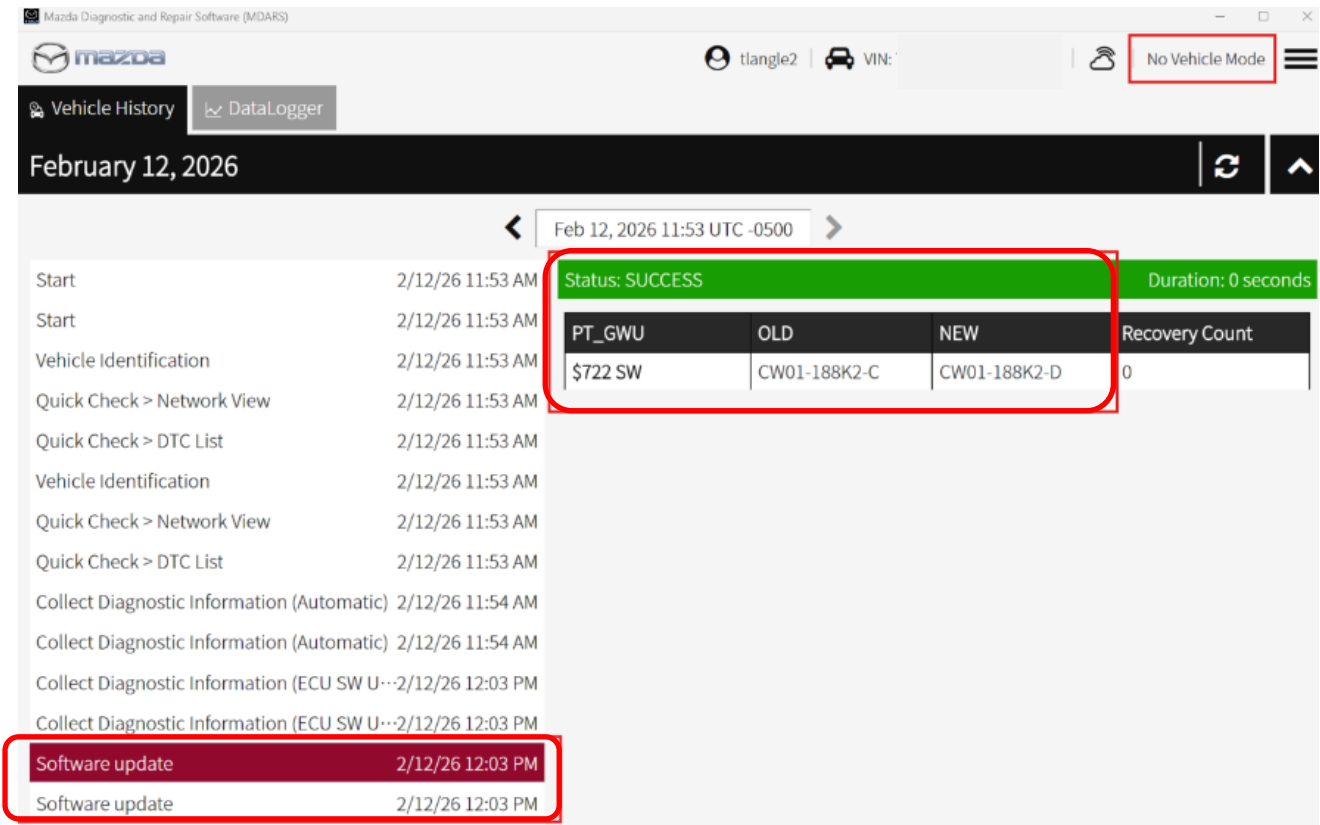 Mazda Diagnostic and Repair Software (MDARS)
mazda
tlangle2
VIN:
No Vehicle Mode
Vehicle History
DataLogger
February 12, 2026
Feb 12, 2026 11:53 UTC -0500
Start 2/12/26 11:53 AM
Start 2/12/26 11:53 AM
Vehicle Identification 2/12/26 11:53 AM
Quick Check > Network View 2/12/26 11:53 AM
Quick Check > DTC List 2/12/26 11:53 AM
Vehicle Identification 2/12/26 11:53 AM
Quick Check > Network View 2/12/26 11:53 AM
Quick Check > DTC List 2/12/26 11:53 AM
Collect Diagnostic Information (Automatic) 2/12/26 11:54 AM
Collect Diagnostic Information (Automatic) 2/12/26 11:54 AM
Collect Diagnostic Information (ECU SW U···2/12/26 12:03 PM
Collect Diagnostic Information (ECU SW U···2/12/26 12:03 PM
Software update 2/12/26 12:03 PM
Software update 2/12/26 12:03 PM
Status: SUCCESS Duration: 0 seconds
PT_GWU OLD NEW Recovery Count
$722 SW CW01-188K2-C CW01-188K2-D 0